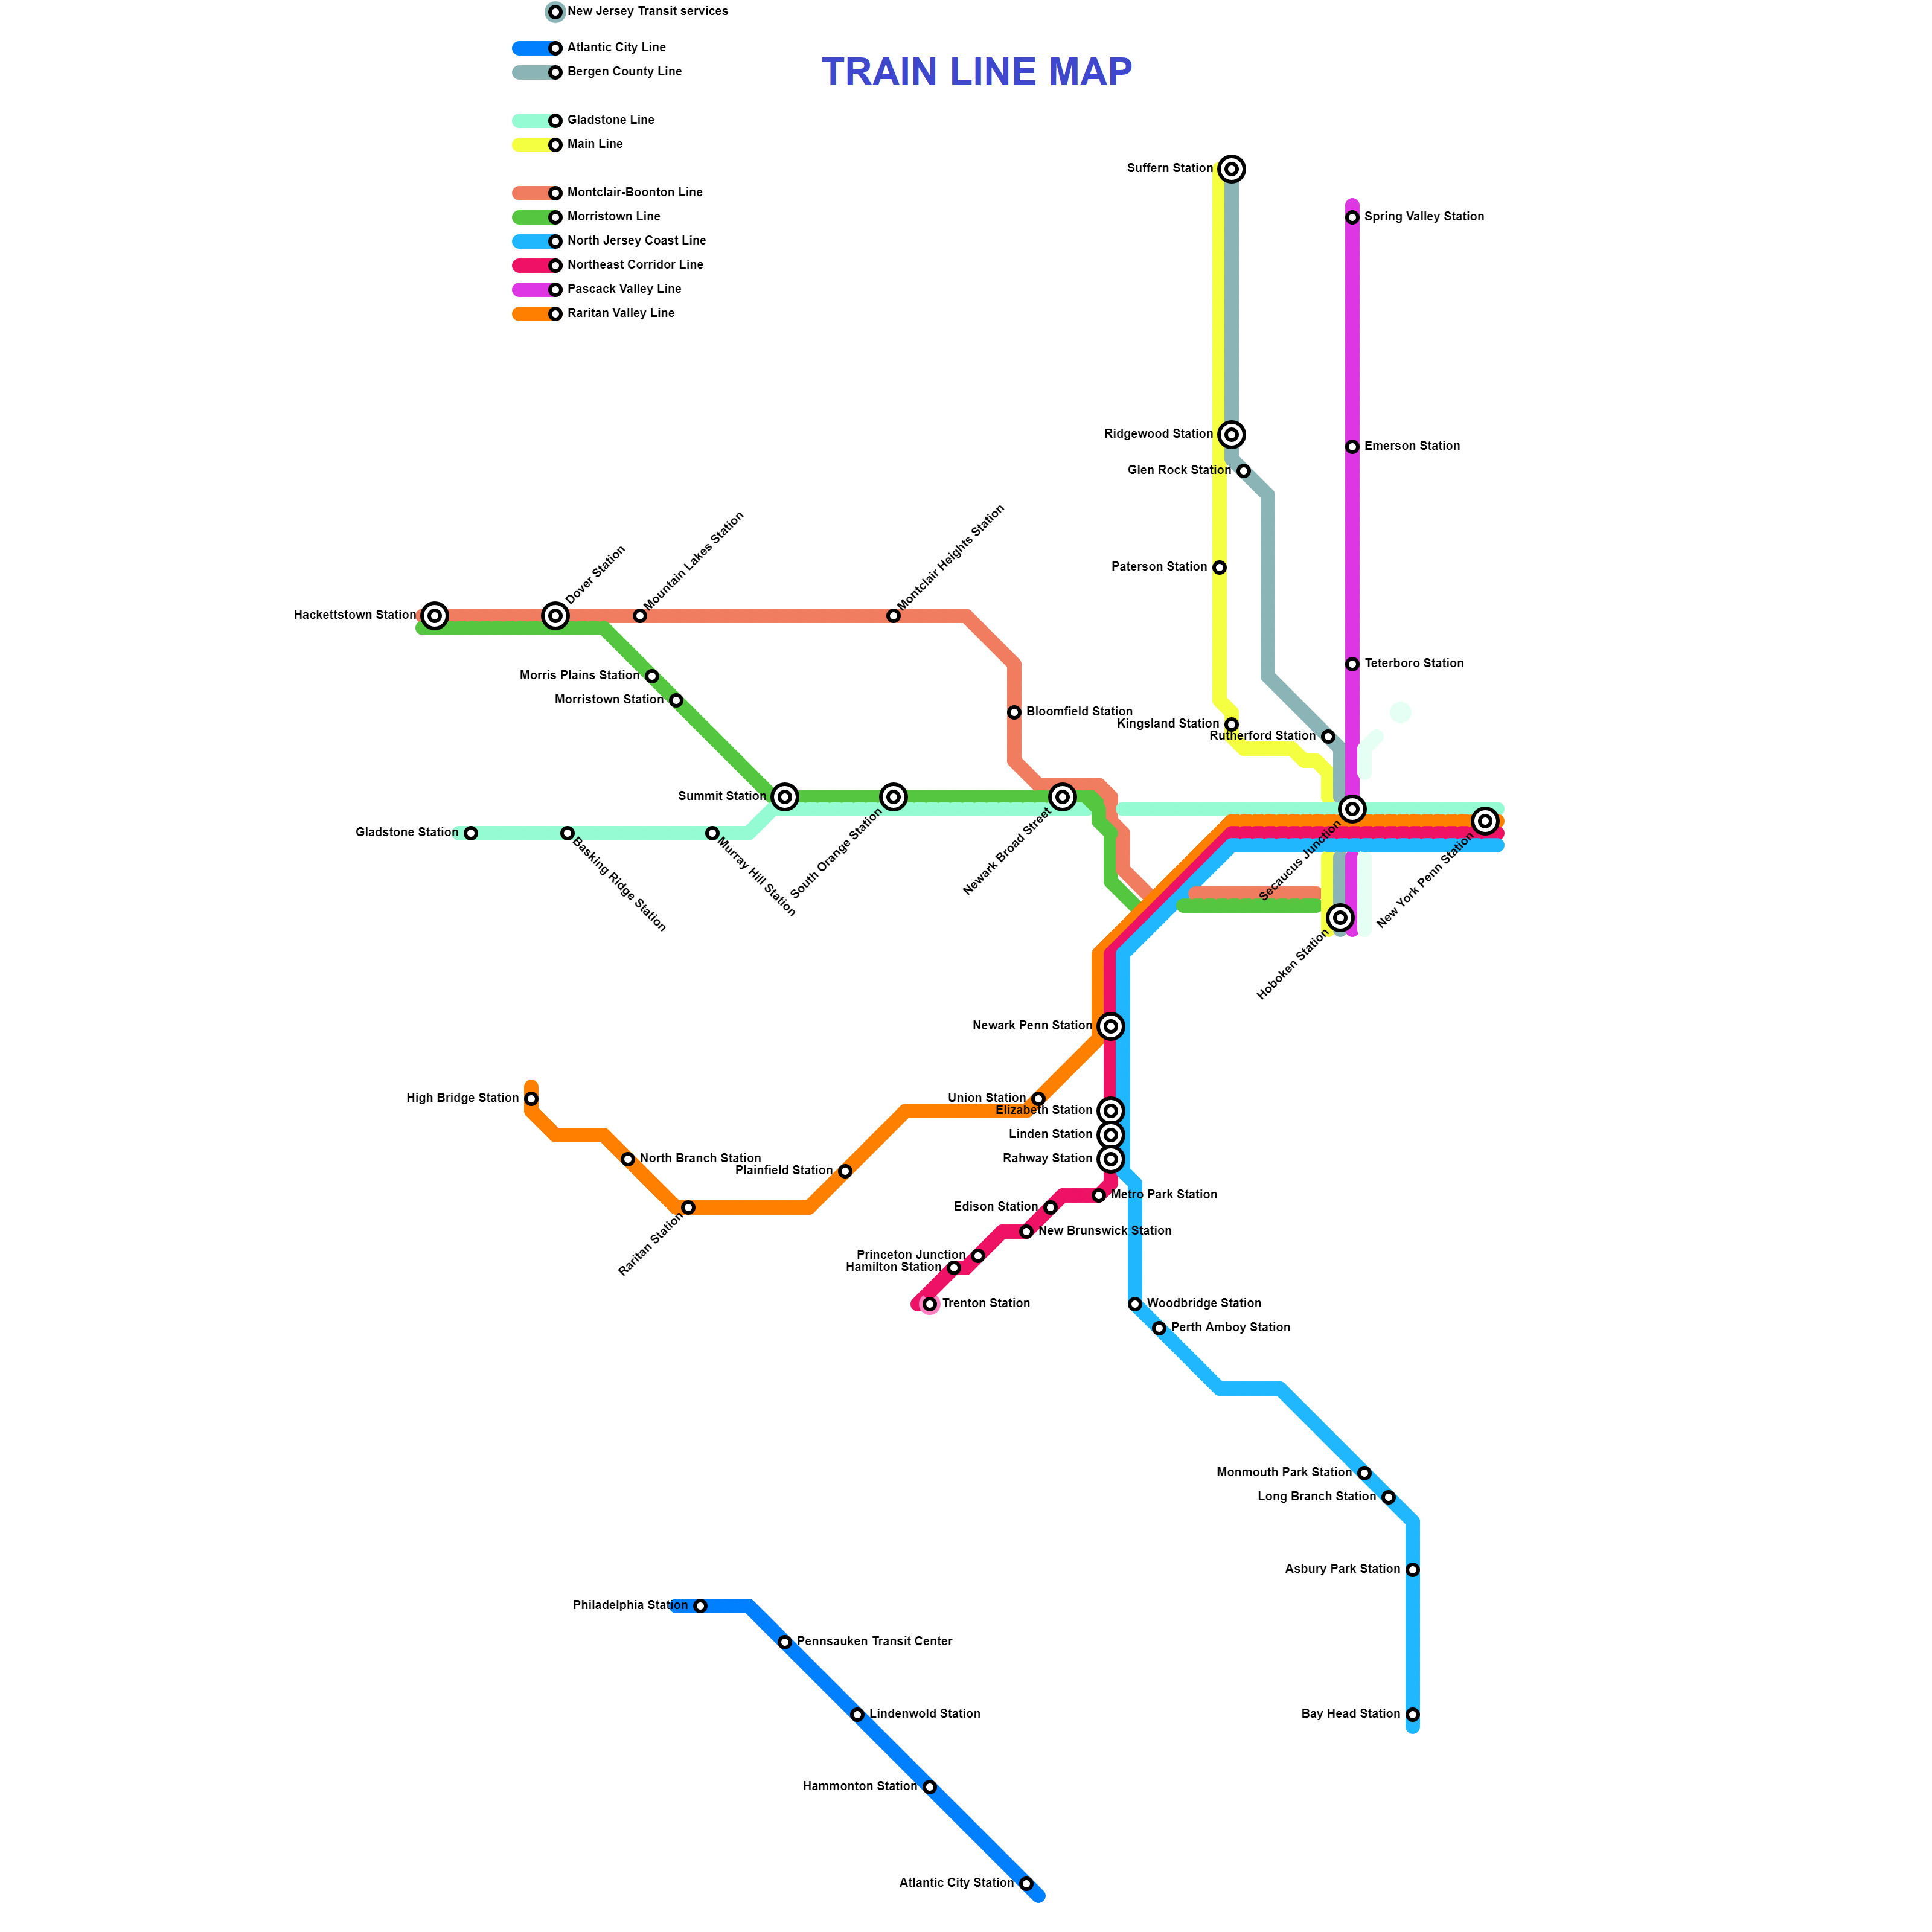 New Jersey Transit services
Atlantic City Line
Bergen County Line
TRAIN LINE MAP
Gladstone Line
Main Line
Montclair-Boonton Line
Morristown Line
North Jersey Coast Line
Northeast Corridor Line
Pascack Valley Line
Raritan Valley Line
Suffern Station
Spring Valley Station
Ridgewood Station
Emerson Station
Glen Rock Station
Paterson Station
Dover Station
Mountain Lakes Station
Montclair Heights Station
Hackettstown Station
Teterboro Station
Morris Plains Station
Morristown Station
Bloomfield Station
Kingsland Station
Rutherford Station
Summit Station
South Orange Station
Newark Broad Street
Secaucus Junction
New York Penn Station
Gladstone Station
Basking Ridge Station
Murray Hill Station
Hoboken Station
Newark Penn Station
High Bridge Station
Union Station
Elizabeth Station
Linden Station
Rahway Station
North Branch Station
Plainfield Station
Metro Park Station
Edison Station
Raritan Station
New Brunswick Station
Princeton Junction
Hamilton Station
Trenton Station
Woodbridge Station
Perth Amboy Station
Monmouth Park Station
Long Branch Station
Asbury Park Station
Philadelphia Station
Pennsauken Transit Center
Lindenwold Station
Bay Head Station
Hammonton Station
Atlantic City Station